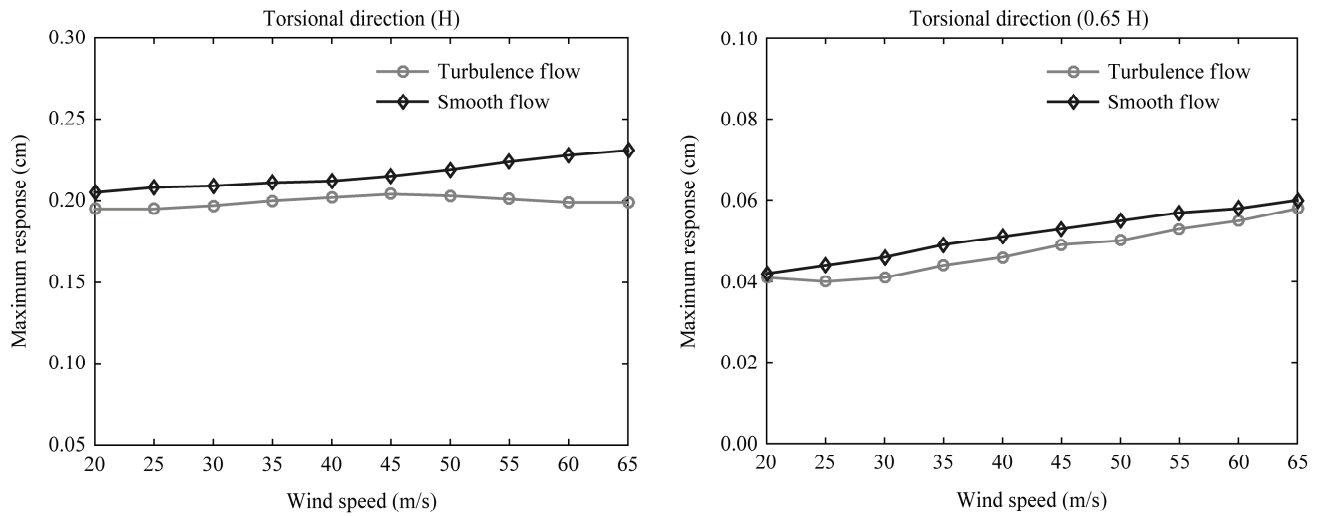 Torsional direction (H)
0.30
0.25
0.20
0.15
0.10
0.05
Maximum response (cm)
Turbulence flow
Smooth flow
20 25 30 35 40 45 50 55 60 65
Wind speed (m/s)
Torsional direction (0.65 H)
0.10
0.08
0.06
0.04
0.02
0.00
Maximum response (cm)
Turbulence flow
Smooth flow
20 25 30 35 40 45 50 55 60 65
Wind speed (m/s)